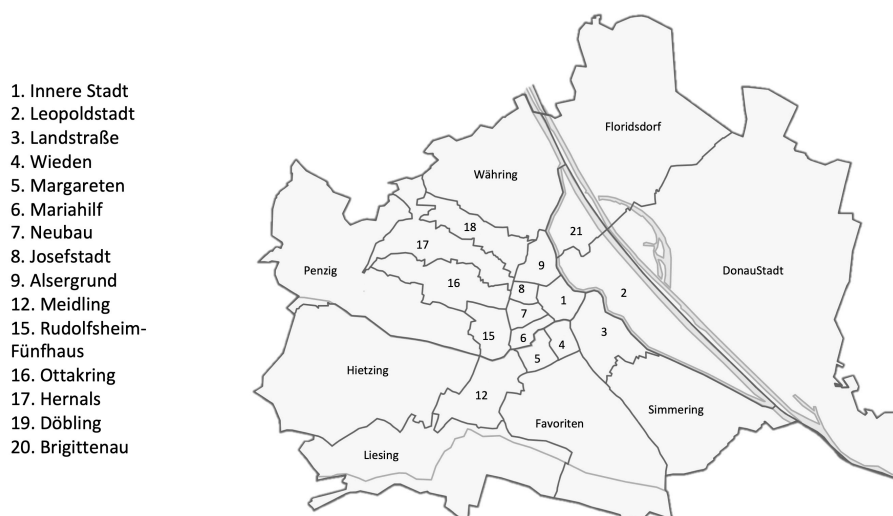 1. Innere Stadt
2. Leopoldstadt
3. Landstraße
4. Wieden
5. Margareten
6. Mariahilf
7. Neubau
8. Josefstadt
9. Alsergrund
12. Meidling
15. Rudolfsheim-
Fünfhaus
16. Ottakring
17. Hernals
19. Döbling
20. Brigittenau
Floridsdorf
Währing
18
21
17
Penzig
9
DonauStadt
16
8
2
1
7
3
15
6
4
5
Hietzing
12
Simmering
Favoriten
Liesing